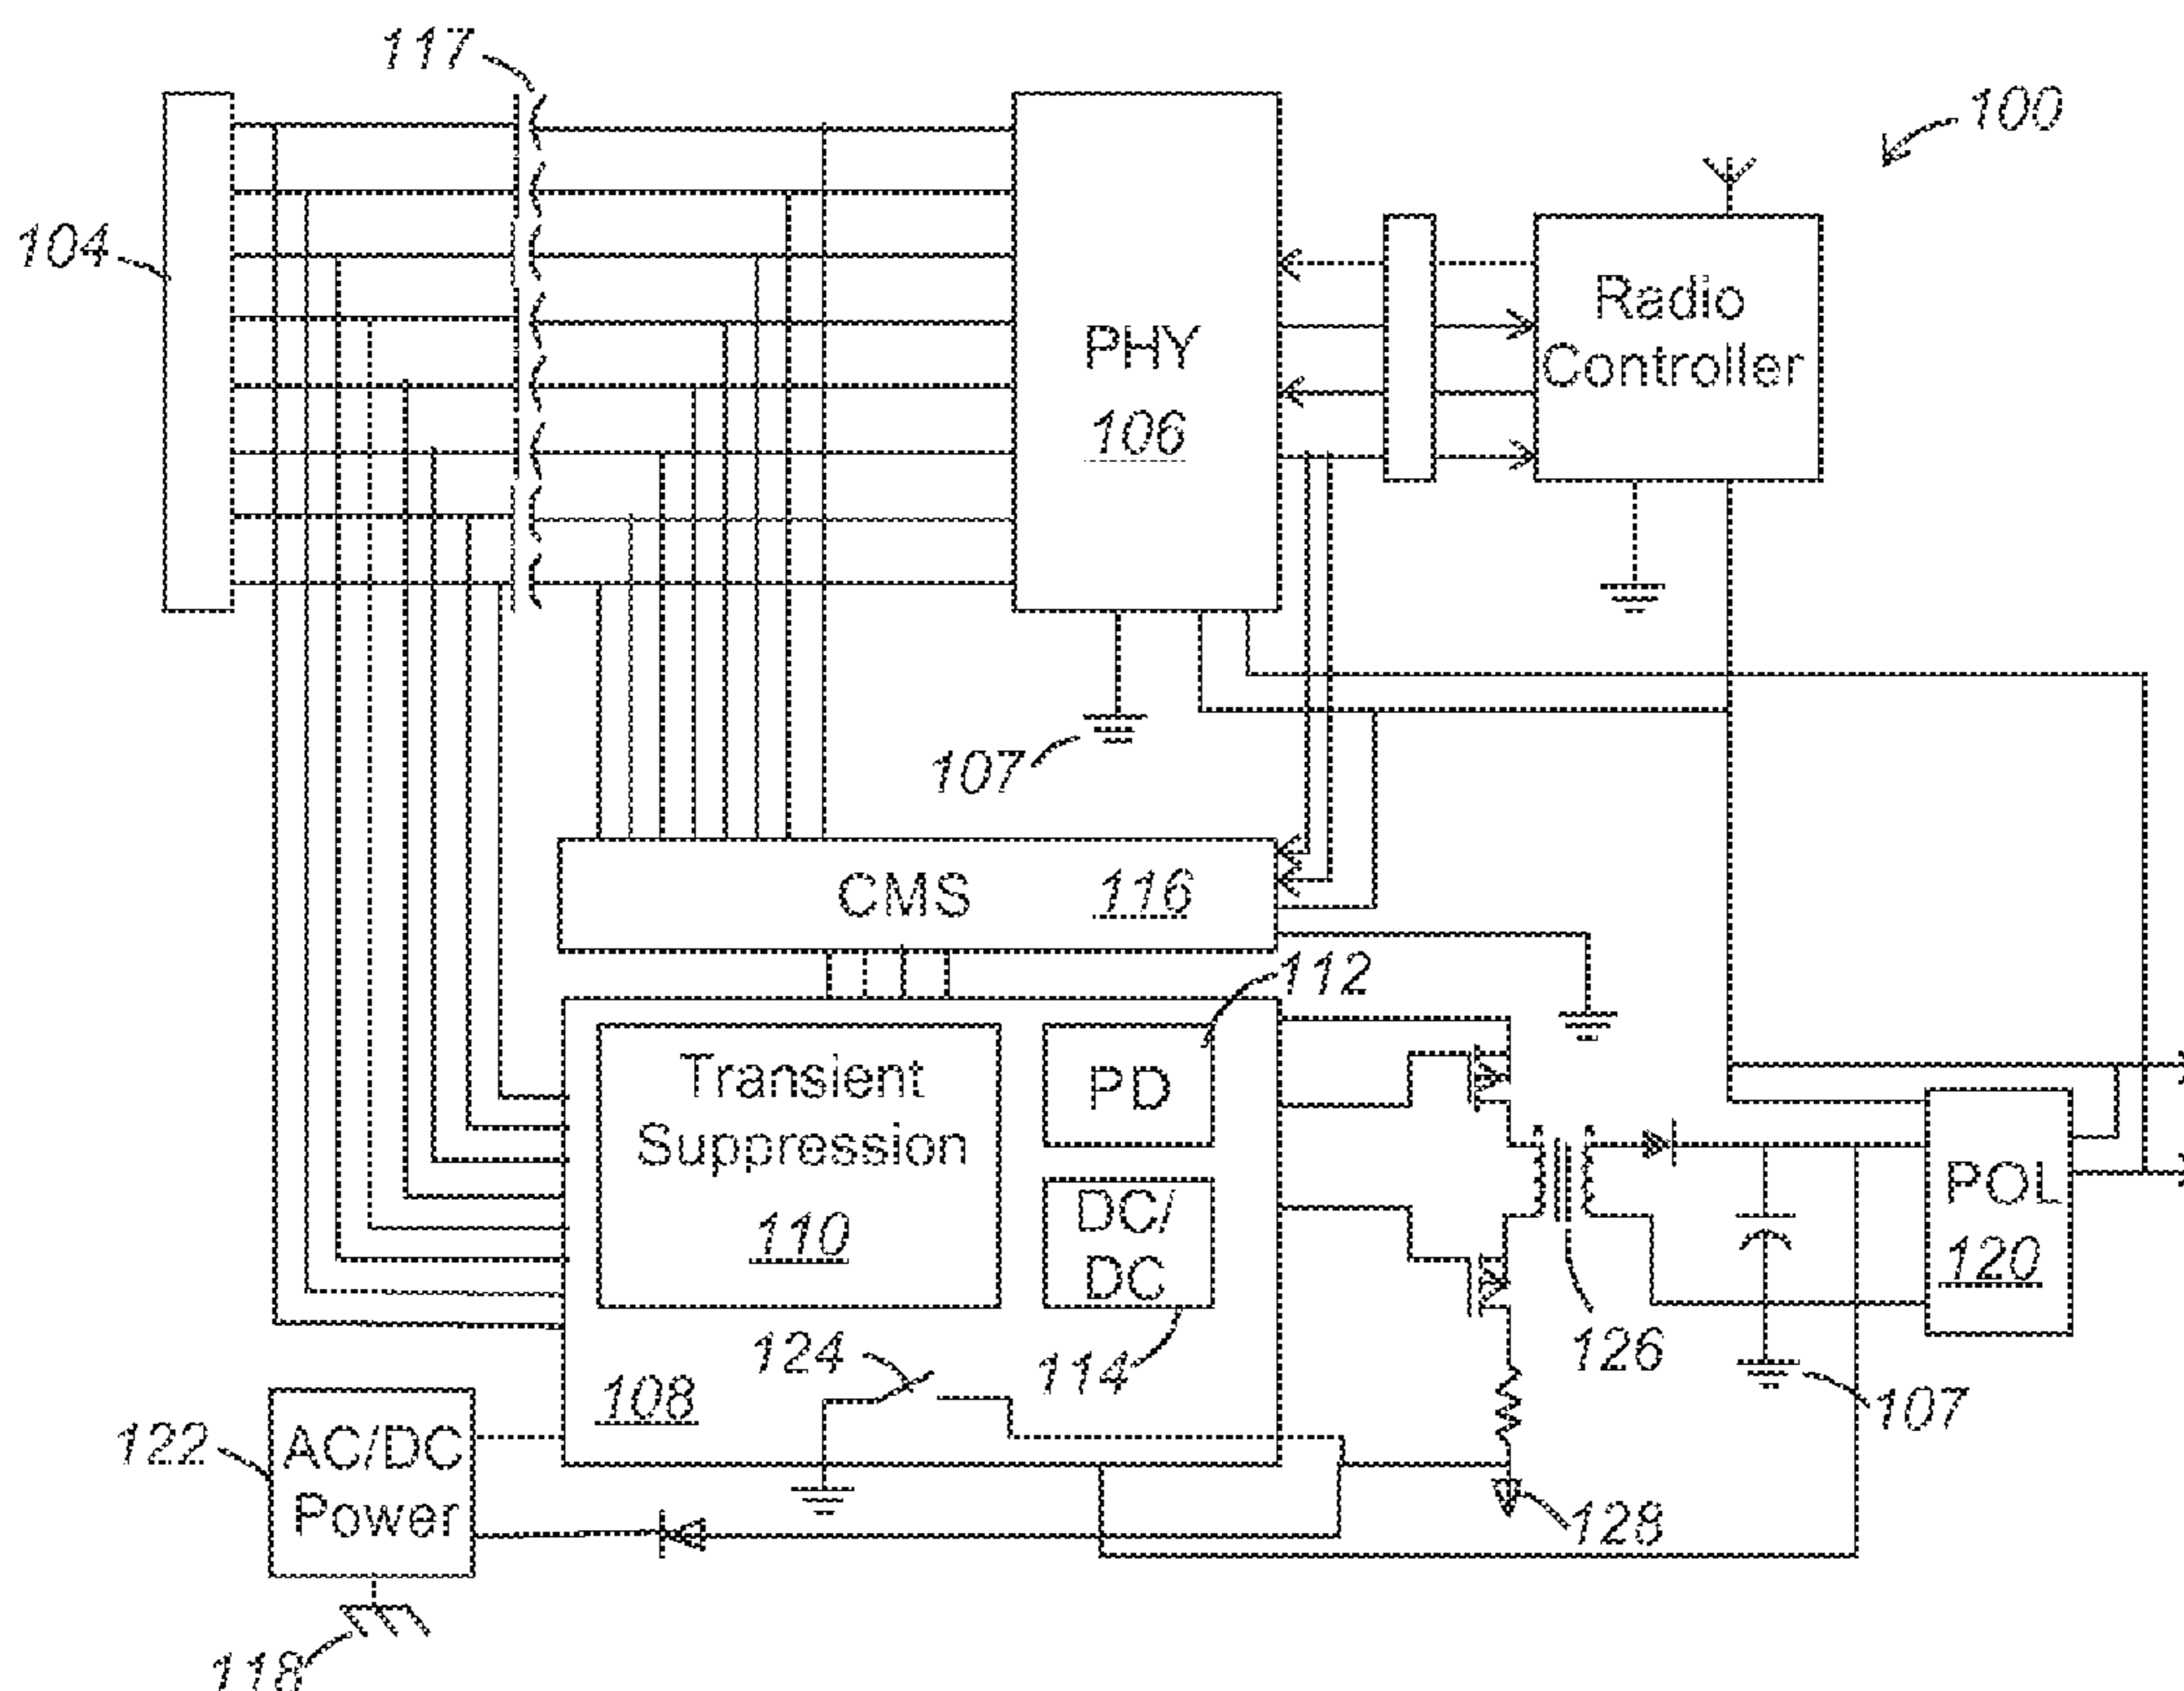 117
100
104
Radio
Controller
PHY
106
107
CMS 116
112
Transient
Suppression
110
PD
DC/
DC
POL
120
124
114
126
108
107
122
AC/DC
Power
128
118